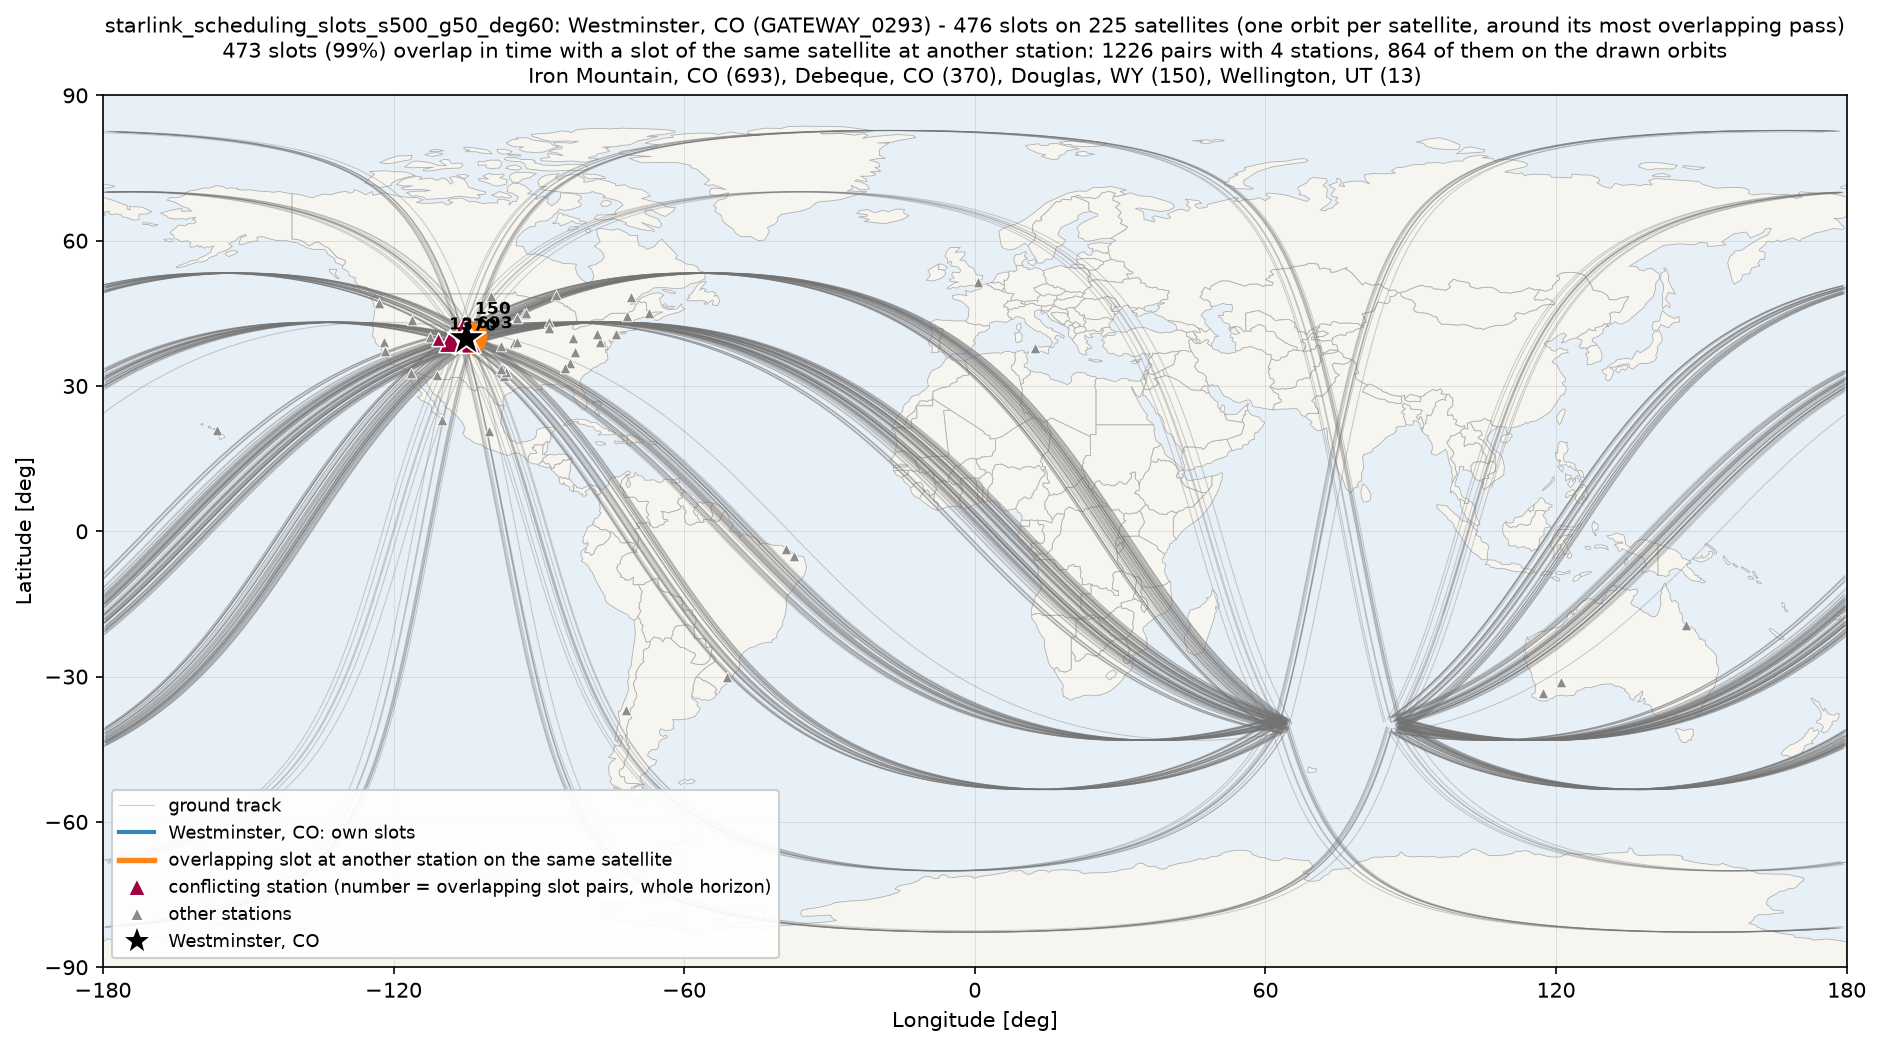 starlink_scheduling_slots_s500_g50_deg60: Westminster, CO (GATEWAY_0293) - 476 slots on 225 satellites (one orbit per satellite, around its most overlapping pass)
473 slots (99%) overlap in time with a slot of the same satellite at another station: 1226 pairs with 4 stations, 864 of them on the drawn orbits
Iron Mountain, CO (693), Debeque, CO (370), Douglas, WY (150), Wellington, UT (13)
90
60
30
0
−30
−60
−90
Latitude [deg]
150
693
ground track
Westminster, CO: own slots
overlapping slot at another station on the same satellite
conflicting station (number = overlapping slot pairs, whole horizon)
other stations
Westminster, CO
−180
−120
−60
0
60
120
180
Longitude [deg]